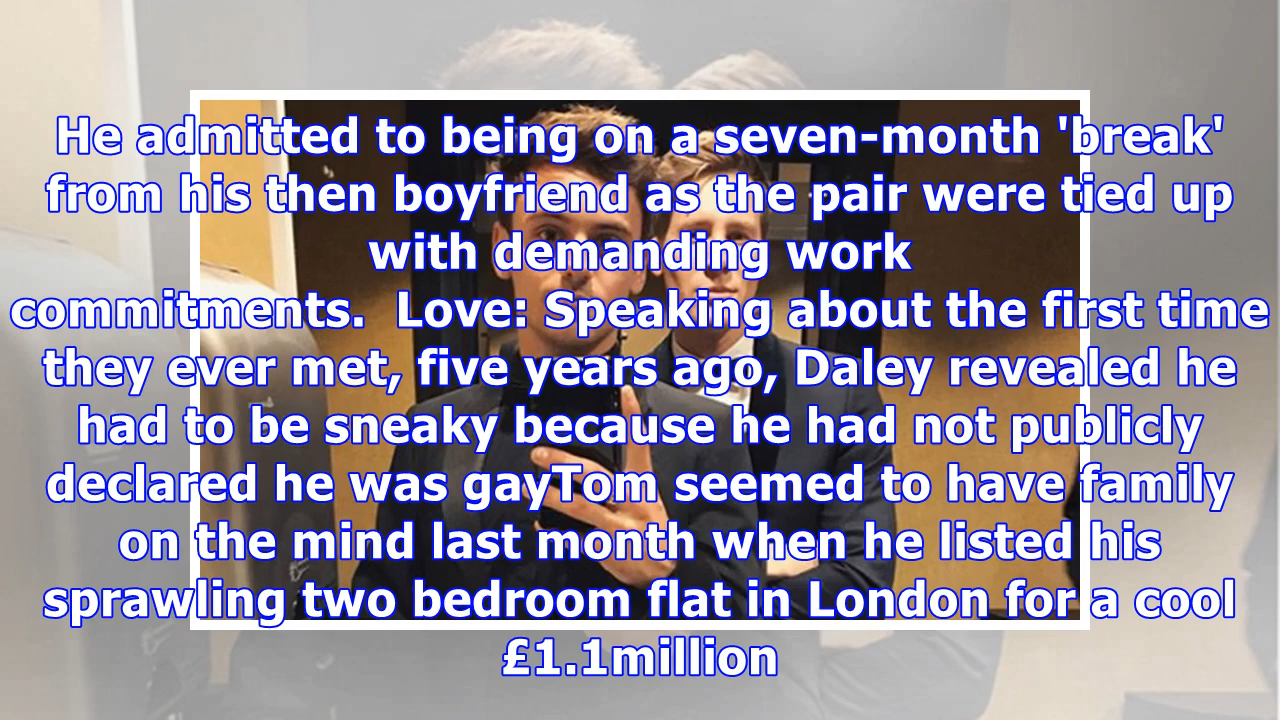 He admitted to being on a seven-month 'break'
from his then boyfriend as the pair were tied up
with demanding work
commitments.  Love: Speaking about the first time
they ever met, five years ago, Daley revealed he
had to be sneaky because he had not publicly
declared he was gayTom seemed to have family
on the mind last month when he listed his
sprawling two bedroom flat in London for a cool
£1.1million